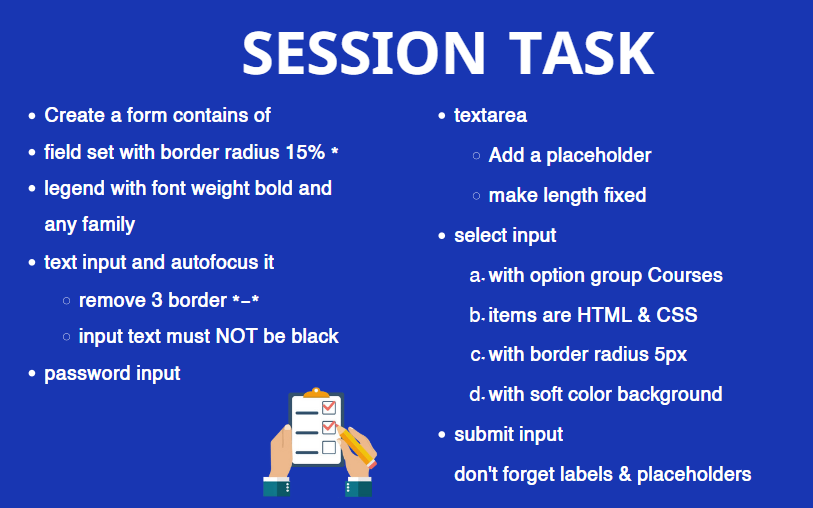 SESSION TASK
• Create a form contains of
• field set with border radius 15% *
• legend with font weight bold and
any family
• text input and autofocus it
○ remove 3 border *-*
○ input text must NOT be black
• password input
• textarea
○ Add a placeholder
○ make length fixed
• select input
a. with option group Courses
b. items are HTML & CSS
c. with border radius 5px
d. with soft color background
• submit input
don't forget labels & placeholders